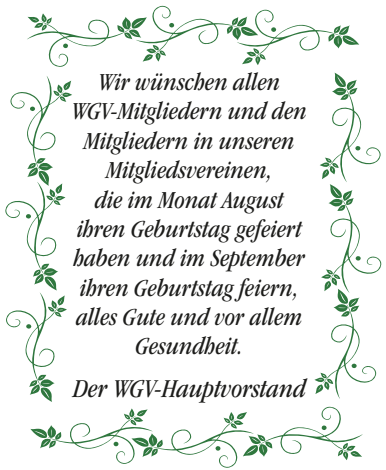 Wir wünschen allen
WGV-Mitgliedern und den
Mitgliedern in unseren
Mitgliedsvereinen,
die im Monat August
ihren Geburtstag gefeiert
haben und im September
ihren Geburtstag feiern,
alles Gute und vor allem
Gesundheit.
Der WGV-Hauptvorstand